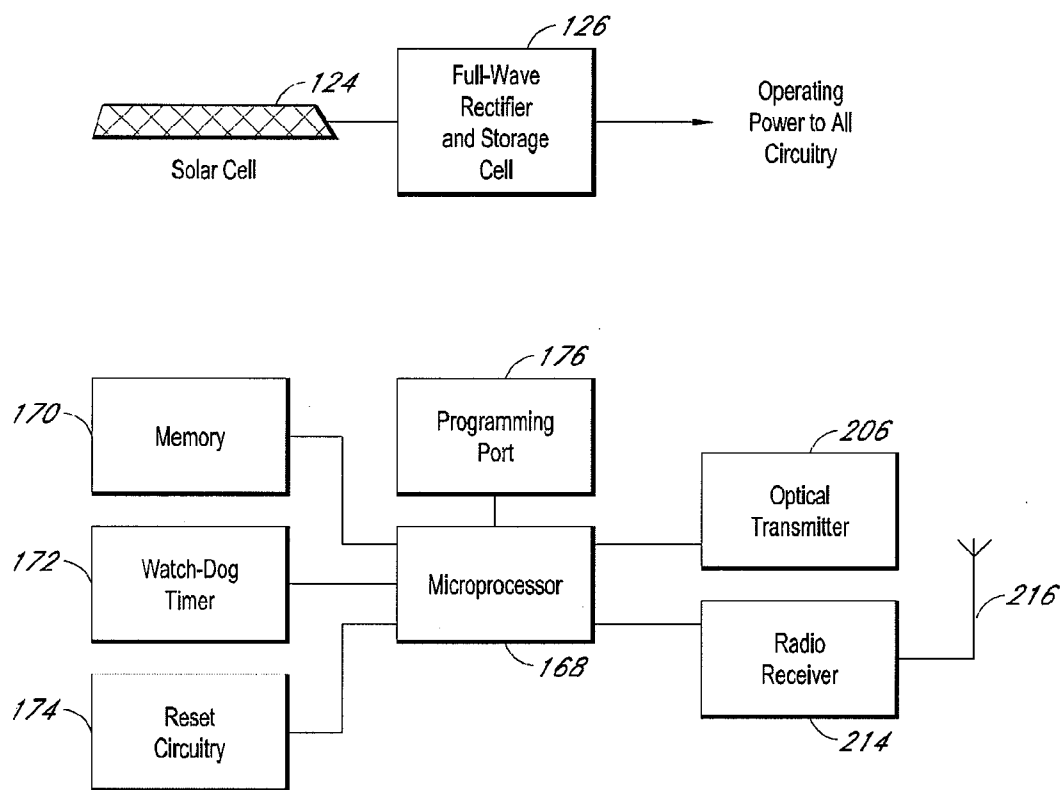 126
124
Full-Wave
Rectifier
and Storage
Cell
Operating
Power to All
Circuitry
Solar Cell
176
170
Memory
Programming
Port
206
Optical
Transmitter
172
Watch-Dog
Timer
Microprocessor
216
168
Radio
Receiver
174
Reset
Circuitry
214